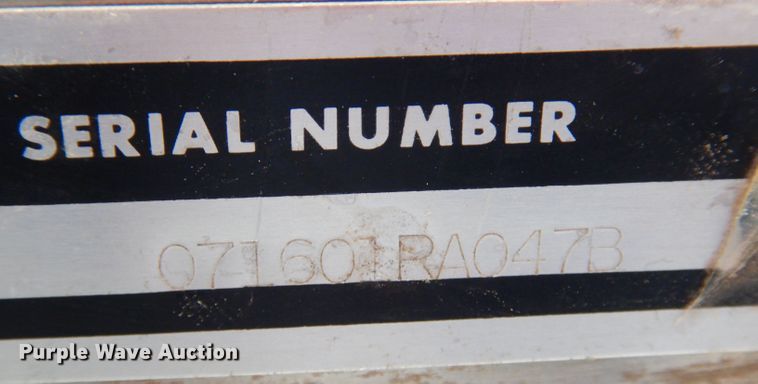 SERIAL NUMBER
071601RA047B
Purple Wave Auction